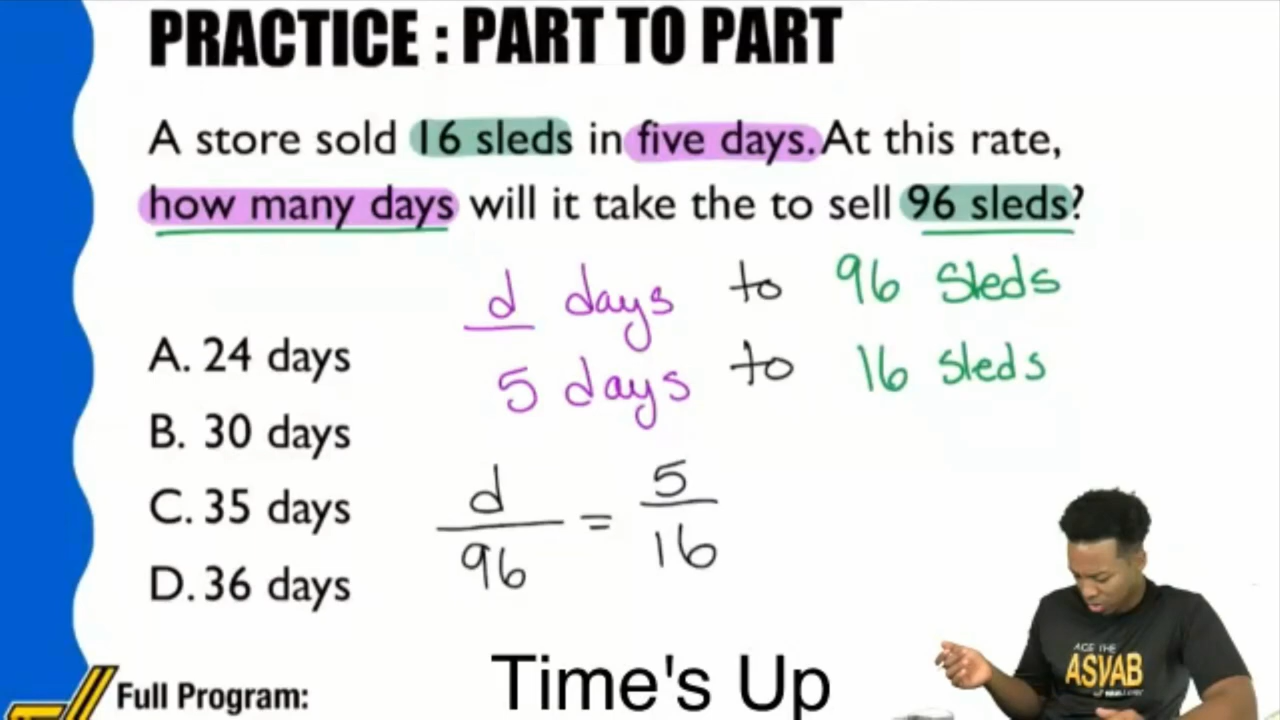 PRACTICE : PART TO PART
A store sold 16 sleds in five days. At this rate,
how many days will it take the to sell 96 sleds?
d days to 96 Sleds
5 days to 16 sleds
A. 24 days
B. 30 days
C. 35 days
D. 36 days
d
96
=
5
16
ACE THE
ASVAB
Full Program:
Time's Up